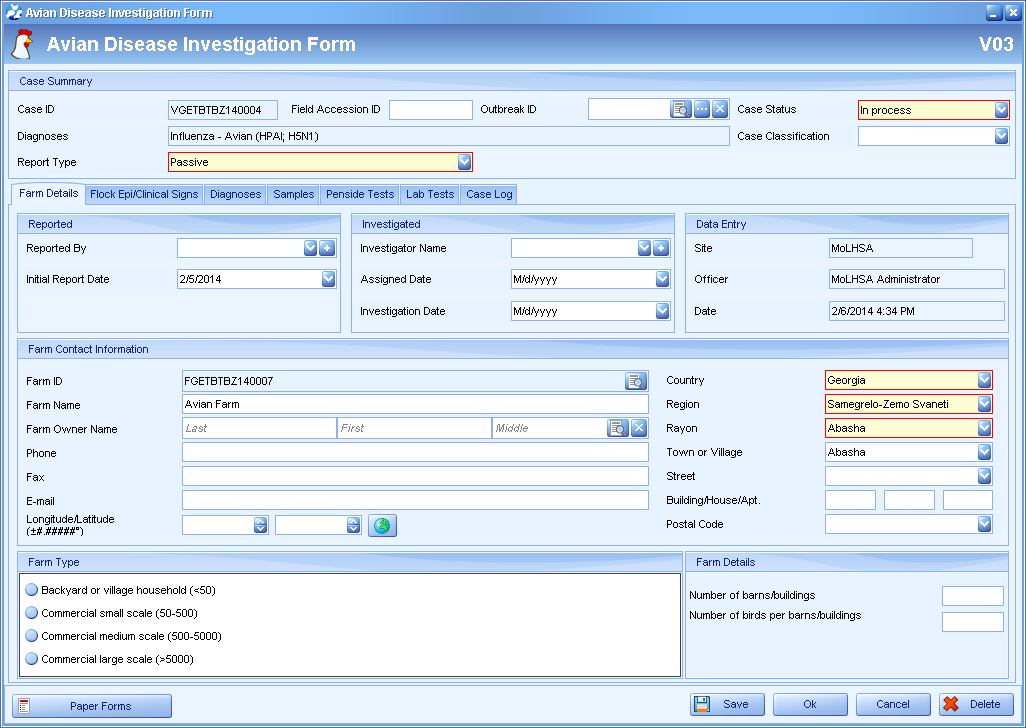 Avian Disease Investigation Form
Avian Disease Investigation Form V03
Case Summary
Case ID VGETBTBZ140004 Field Accession ID Outbreak ID Case Status In process
Diagnoses Influenza - Avian (HPAI; H5N1) Case Classification
Report Type Passive
Farm Details Flock Epi/Clinical Signs Diagnoses Samples Penside Tests Lab Tests Case Log
Reported Investigated Data Entry
Reported By Investigator Name Site MoLHSA
Initial Report Date 2/5/2014 Assigned Date M/d/yyyy Officer MoLHSA Administrator
Investigation Date M/d/yyyy Date 2/6/2014 4:34 PM
Farm Contact Information
Farm ID FGETBTBZ140007 Country Georgia
Farm Name Avian Farm Region Samegrelo-Zemo Svaneti
Farm Owner Name Last First Middle Rayon Abasha
Phone Town or Village Abasha
Fax Street
E-mail Building/House/Apt.
Longitude/Latitude Postal Code
(±#.#####°)
Farm Type Farm Details
Backyard or village household (<50) Number of barns/buildings
Commercial small scale (50-500) Number of birds per barns/buildings
Commercial medium scale (500-5000)
Commercial large scale (>5000)
Paper Forms Save Ok Cancel Delete